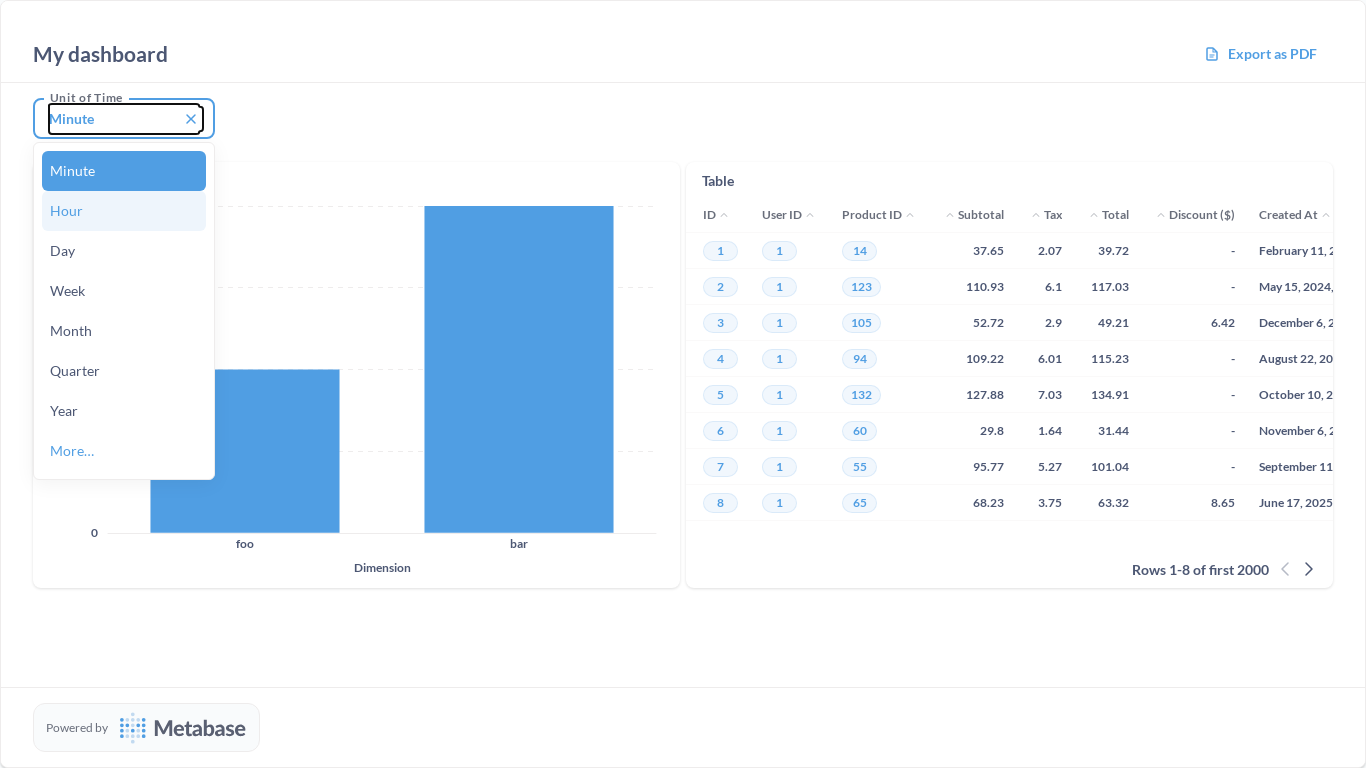 My dashboard
Export as PDF
Unit of Time
Minute
Minute
Hour
Day
Week
Month
Quarter
Year
More…
0
foo
bar
Dimension
Table
ID User ID Product ID Subtotal Tax Total Discount ($) Created At
1 1 14 37.65 2.07 39.72 - February 11, 2
2 1 123 110.93 6.1 117.03 - May 15, 2024,
3 1 105 52.72 2.9 49.21 6.42 December 6, 2
4 1 94 109.22 6.01 115.23 - August 22, 20
5 1 132 127.88 7.03 134.91 - October 10, 2
6 1 60 29.8 1.64 31.44 - November 6, 2
7 1 55 95.77 5.27 101.04 - September 11
8 1 65 68.23 3.75 63.32 8.65 June 17, 2025
Rows 1-8 of first 2000
Powered by Metabase